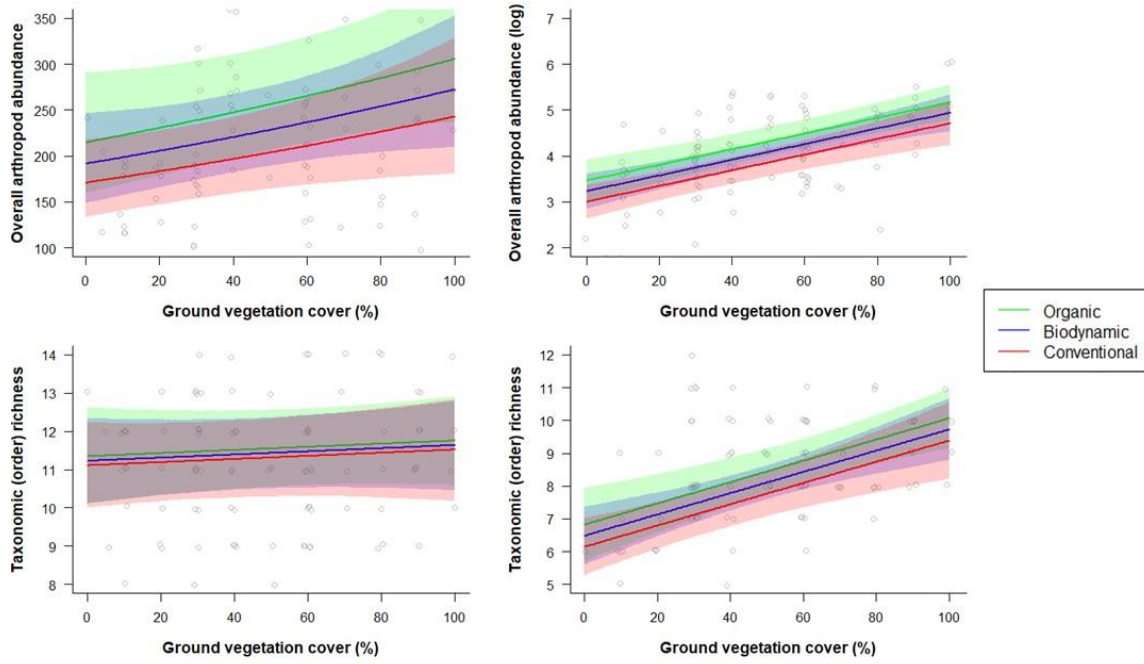 Overall arthropod abundance
350
300
250
200
150
100
0 20 40 60 80 100
Ground vegetation cover (%)
Overall arthropod abundance (log)
7
6
5
4
3
2
0 20 40 60 80 100
Ground vegetation cover (%)
Organic
Biodynamic
Conventional
Taxonomic (order) richness
14
13
12
11
10
9
8
0 20 40 60 80 100
Ground vegetation cover (%)
Taxonomic (order) richness
12
11
10
9
8
7
6
5
0 20 40 60 80 100
Ground vegetation cover (%)